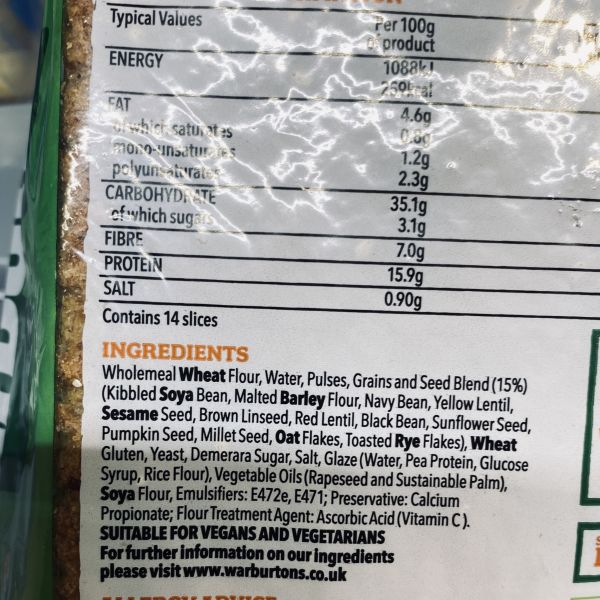 Typical Values Per 100g
of product
ENERGY 1088kJ
259kcal
FAT 4.6g
of which saturates 0.8g
mono-unsaturates 1.2g
polyunsaturates 2.3g
CARBOHYDRATE 35.1g
of which sugars 3.1g
FIBRE 7.0g
PROTEIN 15.9g
SALT 0.90g
Contains 14 slices
INGREDIENTS
Wholemeal Wheat Flour, Water, Pulses, Grains and Seed Blend (15%)
(Kibbled Soya Bean, Malted Barley Flour, Navy Bean, Yellow Lentil,
Sesame Seed, Brown Linseed, Red Lentil, Black Bean, Sunflower Seed,
Pumpkin Seed, Millet Seed, Oat Flakes, Toasted Rye Flakes), Wheat
Gluten, Yeast, Demerara Sugar, Salt, Glaze (Water, Pea Protein, Glucose
Syrup, Rice Flour), Vegetable Oils (Rapeseed and Sustainable Palm),
Soya Flour, Emulsifiers: E472e, E471; Preservative: Calcium
Propionate; Flour Treatment Agent: Ascorbic Acid (Vitamin C).
SUITABLE FOR VEGANS AND VEGETARIANS
For further information on our ingredients
please visit www.warburtons.co.uk